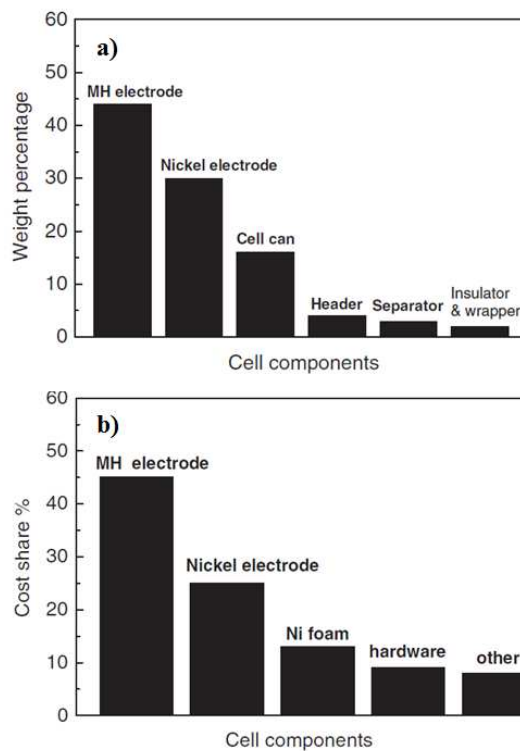 a)
60
50
40
30
20
10
0
Weight percentage
MH electrode
Nickel electrode
Cell can
Header
Separator
Insulator
& wrapper
Cell components
b)
60
50
40
30
20
10
0
Cost share %
MH electrode
Nickel electrode
Ni foam
hardware
other
Cell components